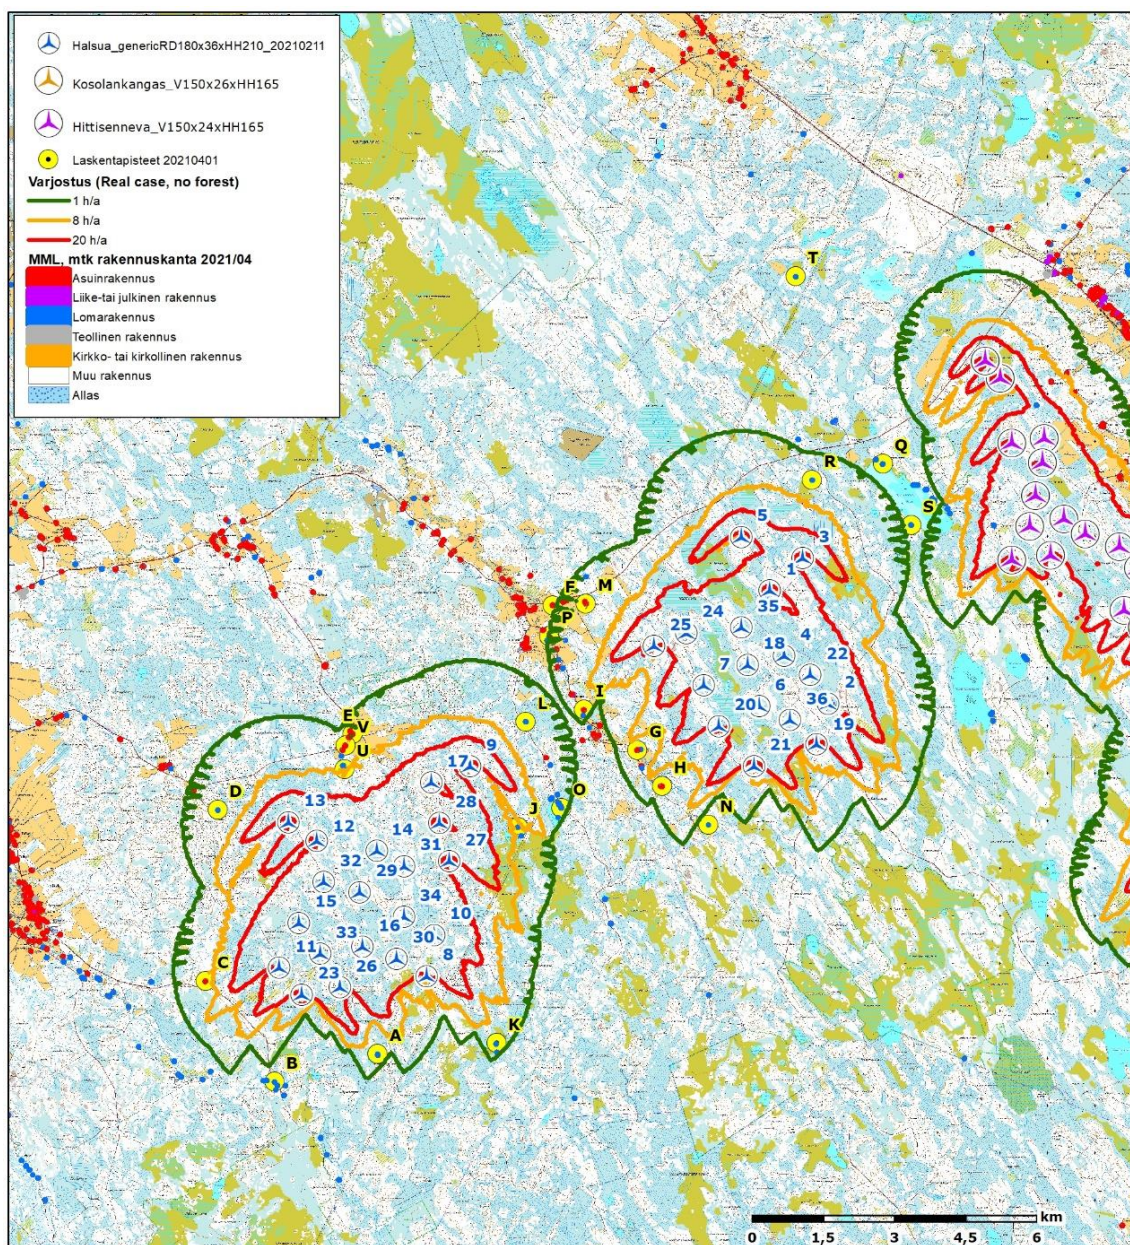 Halsua_genericRD180x36xHH210_20210211
Kosolankangas_V150x26xHH165
Hittisenneva_V150x24xHH165
Laskentapisteet 20210401
Varjostus (Real case, no forest)
1 h/a
8 h/a
20 h/a
MML, mtk rakennuskanta 2021/04
Asuinrakennus
Liike-tai julkinen rakennus
Lomarakennus
Teollinen rakennus
Kirkko- tai kirkollinen rakennus
Muu rakennus
Allas
T
Q
R
S
5
3
1
F
M
35
P
24
25
4
18
7
22
6
2
I
20
36
L
E
19
V
G
21
U
9
17
H
D
13
28
O
N
J
12
14
27
31
32
29
15
34
10
16
33
30
11
26
8
C
23
K
A
B
km
0 1,5 3 4,5 6